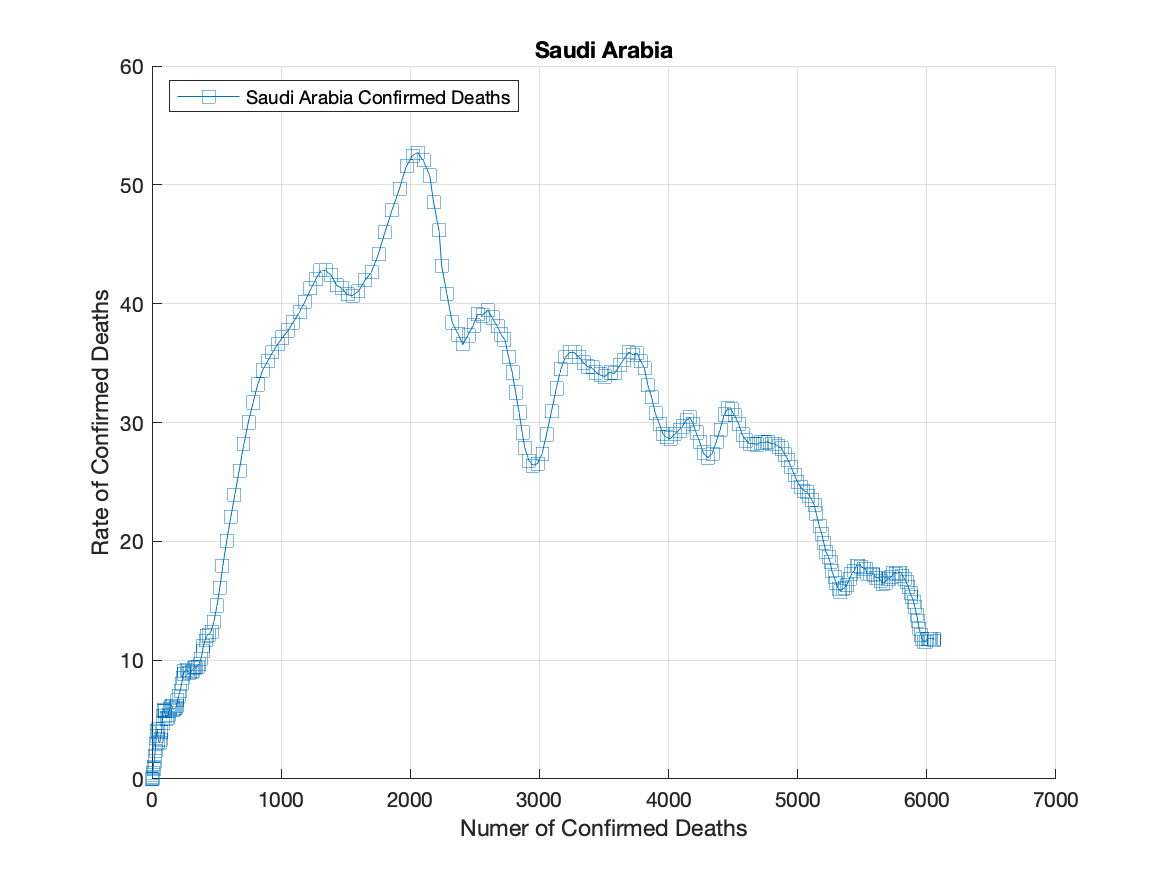 Saudi Arabia
Saudi Arabia Confirmed Deaths
Rate of Confirmed Deaths
60
50
40
30
20
10
0
0 1000 2000 3000 4000 5000 6000 7000
Numer of Confirmed Deaths